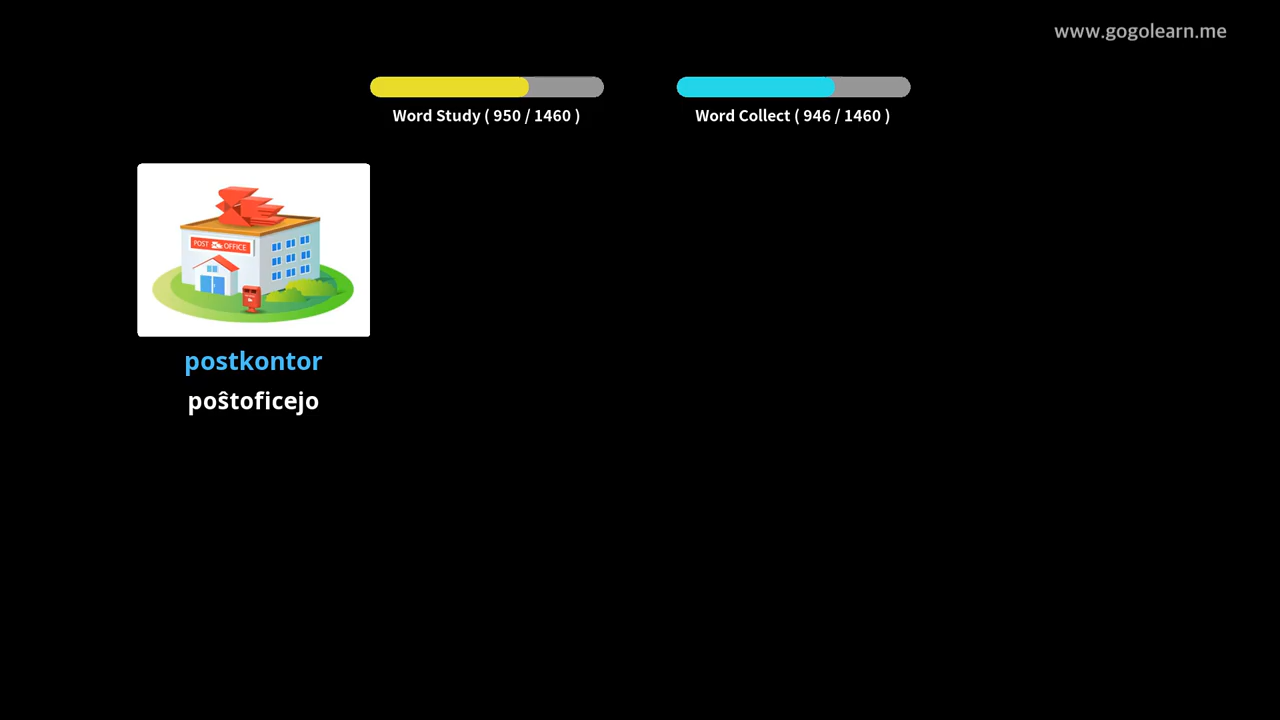 www.gogolearn.me
Word Study ( 950 / 1460 )
Word Collect ( 946 / 1460 )
POST OFFICE
postkontor
poŝtoficejo